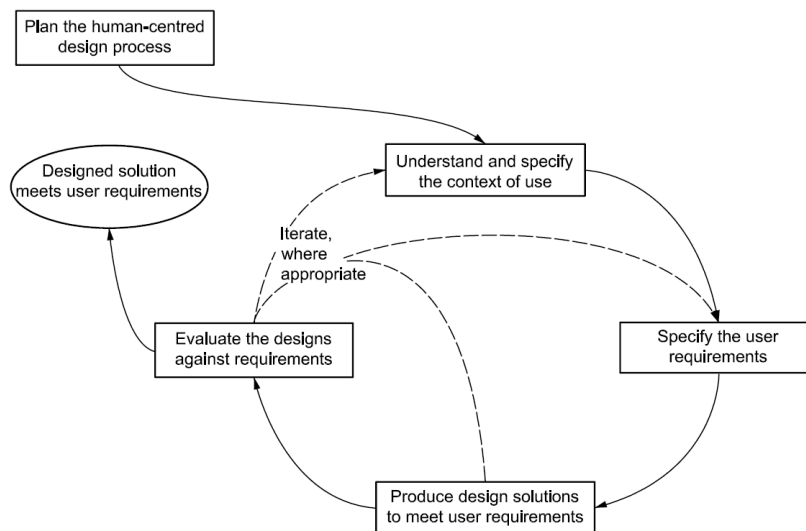 Plan the human-centred
design process
Understand and specify
the context of use
Designed solution
meets user requirements
Iterate,
where
appropriate
Evaluate the designs
against requirements
Specify the user
requirements
Produce design solutions
to meet user requirements